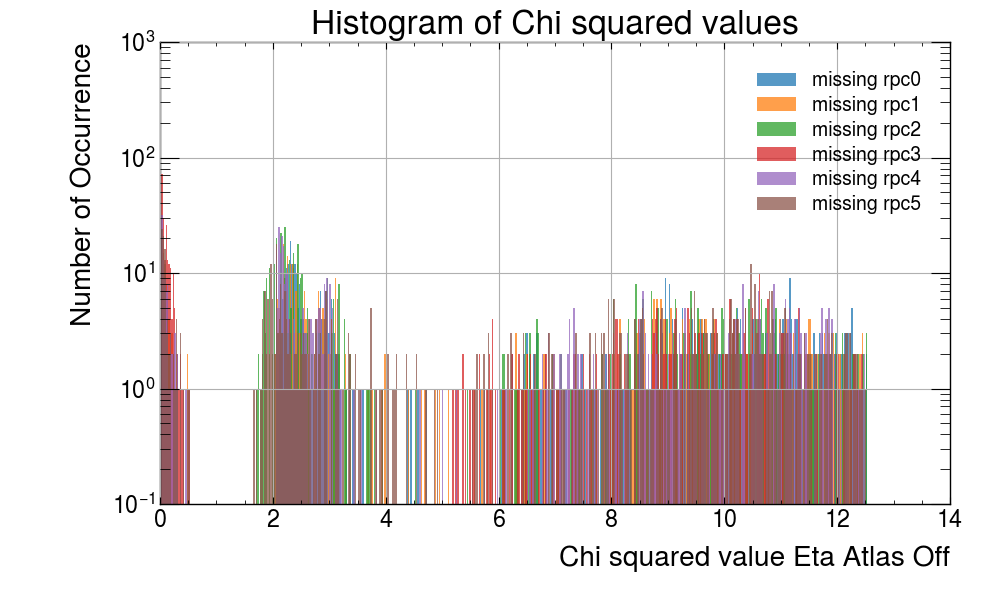 Histogram of Chi squared values
Number of Occurrence
10³
10²
10¹
10⁰
10⁻¹
missing rpc0
missing rpc1
missing rpc2
missing rpc3
missing rpc4
missing rpc5
0 2 4 6 8 10 12 14
Chi squared value Eta Atlas Off